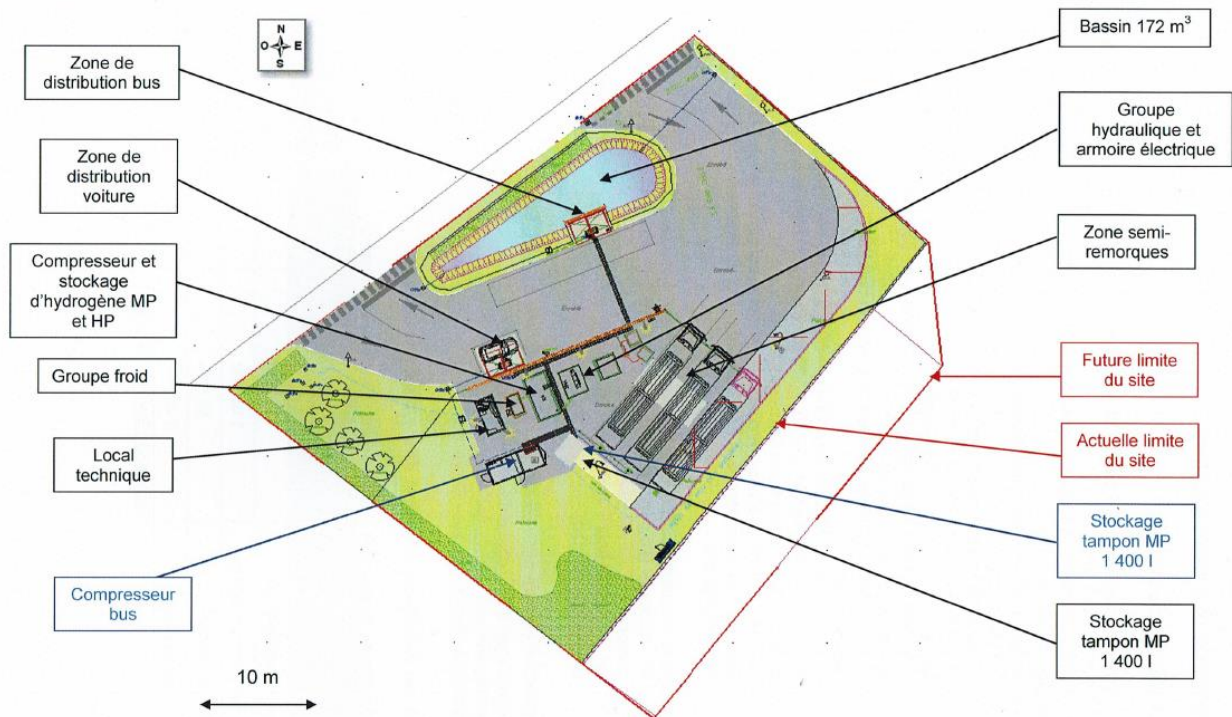 N
O E
S
Zone de
distribution bus
Zone de
distribution
voiture
Compresseur et
stockage
d'hydrogène MP
et HP
Groupe froid
Local
technique
Compresseur
bus
10 m
Bassin 172 m³
Groupe
hydraulique et
armoire électrique
Zone semi-
remorques
Future limite
du site
Actuelle limite
du site
Stockage
tampon MP
1 400 l
Stockage
tampon MP
1 400 l